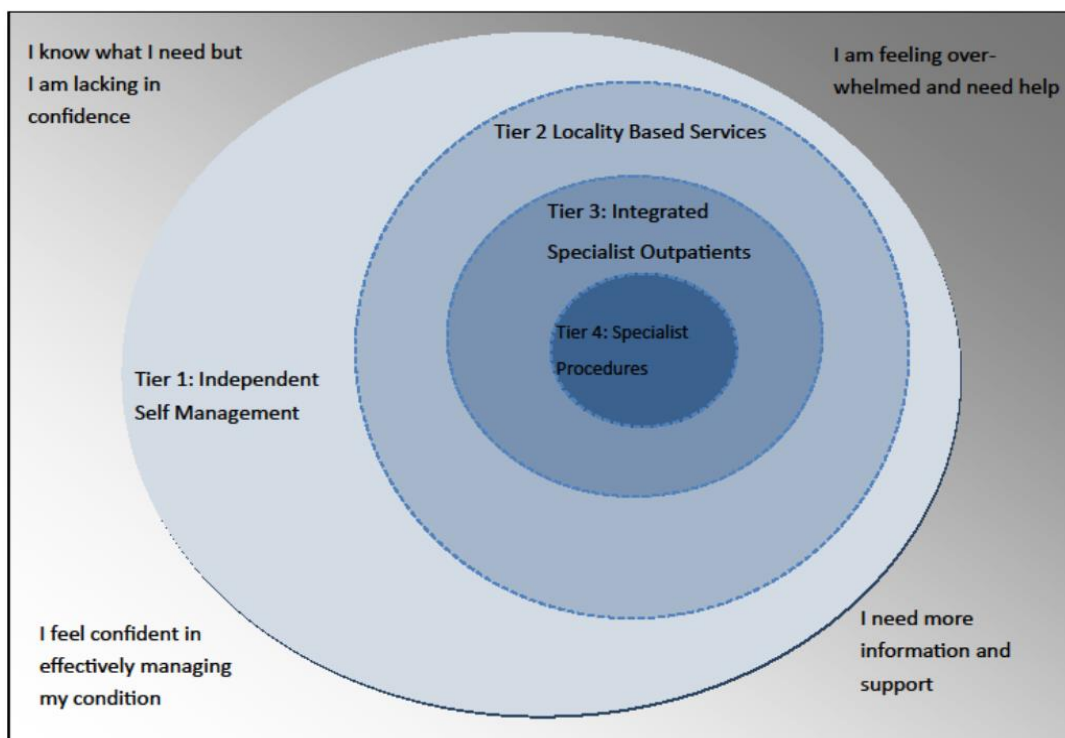 I know what I need but
I am lacking in
confidence
I am feeling over-
whelmed and need help
Tier 2 Locality Based Services
Tier 3: Integrated
Specialist Outpatients
Tier 4: Specialist
Procedures
Tier 1: Independent
Self Management
I feel confident in
effectively managing
my condition
I need more
information and
support